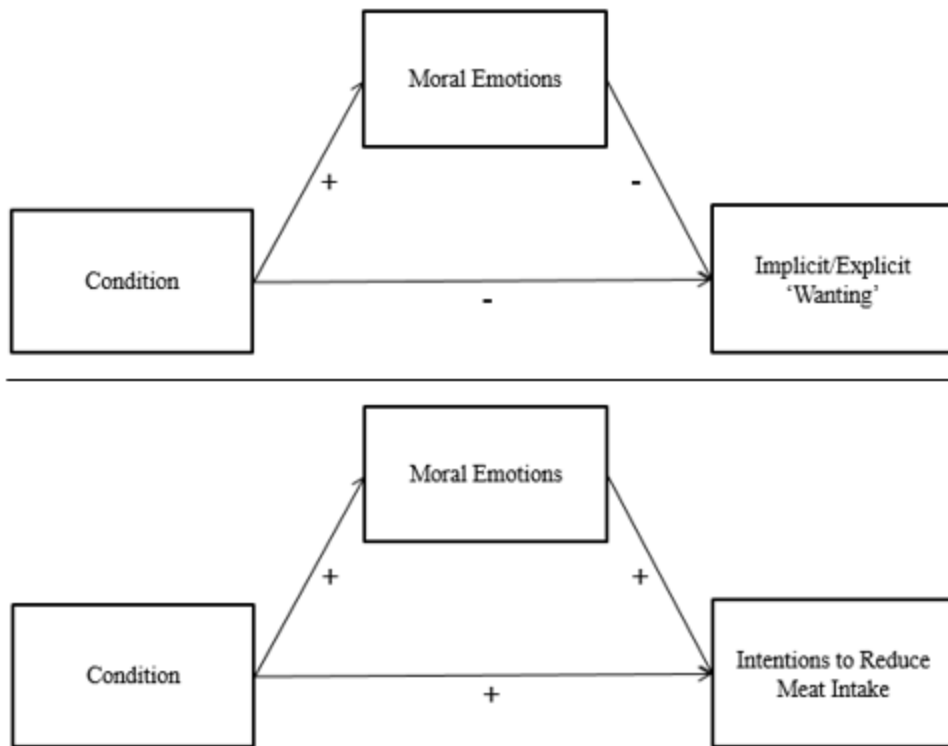 Moral Emotions
+
-
Condition
Implicit/Explicit
‘Wanting’
-
Moral Emotions
+
+
Condition
Intentions to Reduce
Meat Intake
+